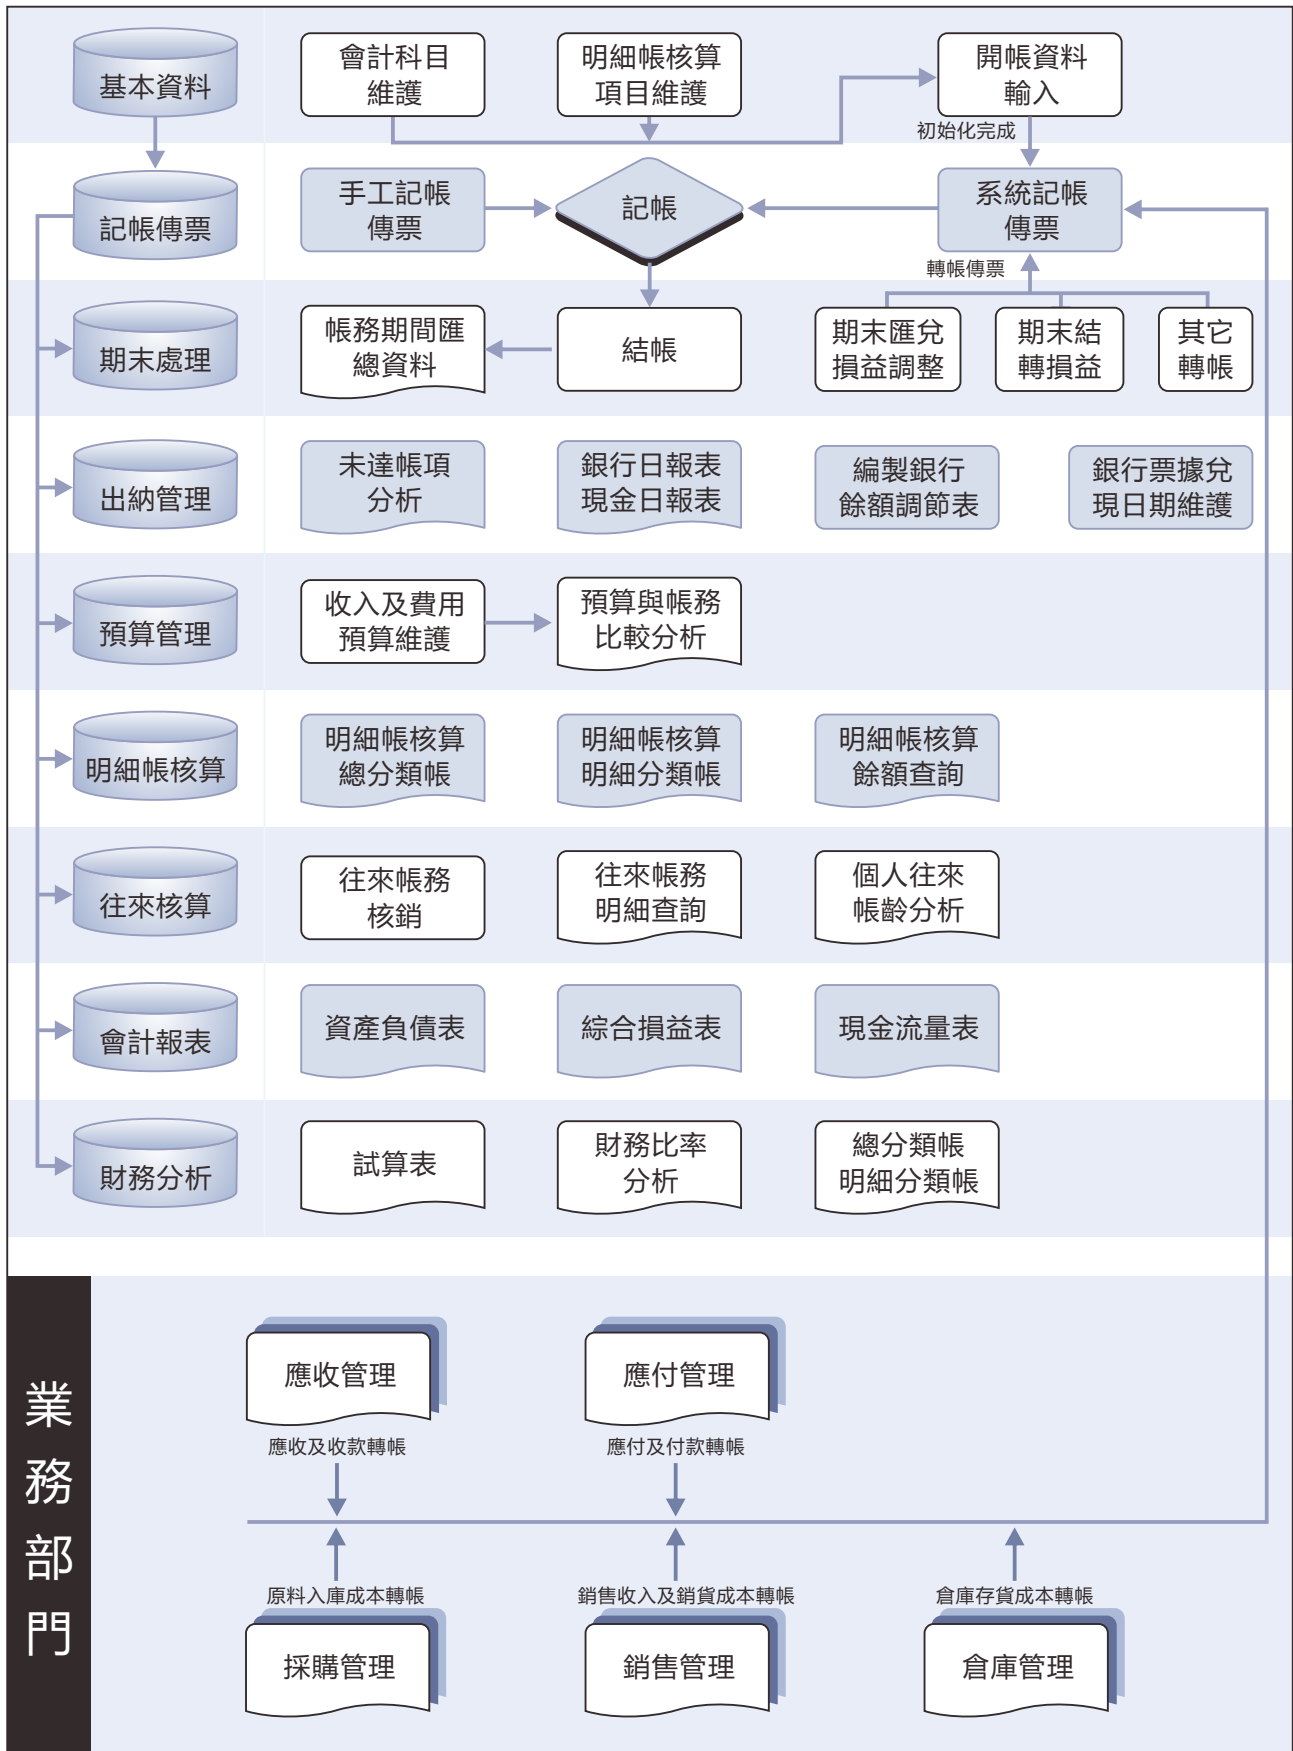 基本資料
會計科目
維護
明細帳核算
項目維護
開帳資料
輸入
初始化完成
記帳傳票
手工記帳
傳票
記帳
系統記帳
傳票
轉帳傳票
期末處理
帳務期間匯
總資料
結帳
期末匯兌
損益調整
期末結
轉損益
其它
轉帳
出納管理
未達帳項
分析
銀行日報表
現金日報表
編製銀行
餘額調節表
銀行票據兌
現日期維護
預算管理
收入及費用
預算維護
預算與帳務
比較分析
明細帳核算
明細帳核算
總分類帳
明細帳核算
明細分類帳
明細帳核算
餘額查詢
往來核算
往來帳務
核銷
往來帳務
明細查詢
個人往來
帳齡分析
會計報表
資產負債表
綜合損益表
現金流量表
財務分析
試算表
財務比率
分析
總分類帳
明細分類帳
業務部門
應收管理
應付管理
應收及收款轉帳
應付及付款轉帳
原料入庫成本轉帳
銷售收入及銷貨成本轉帳
倉庫存貨成本轉帳
採購管理
銷售管理
倉庫管理